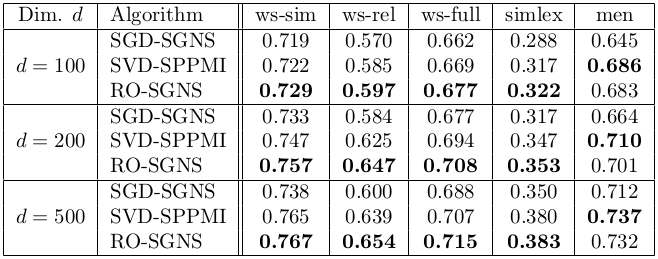 Dim. d Algorithm ws-sim ws-rel ws-full simlex men
SGD-SGNS 0.719 0.570 0.662 0.288 0.645
d = 100 SVD-SPPMI 0.722 0.585 0.669 0.317 0.686
RO-SGNS 0.729 0.597 0.677 0.322 0.683
SGD-SGNS 0.733 0.584 0.677 0.317 0.664
d = 200 SVD-SPPMI 0.747 0.625 0.694 0.347 0.710
RO-SGNS 0.757 0.647 0.708 0.353 0.701
SGD-SGNS 0.738 0.600 0.688 0.350 0.712
d = 500 SVD-SPPMI 0.765 0.639 0.707 0.380 0.737
RO-SGNS 0.767 0.654 0.715 0.383 0.732